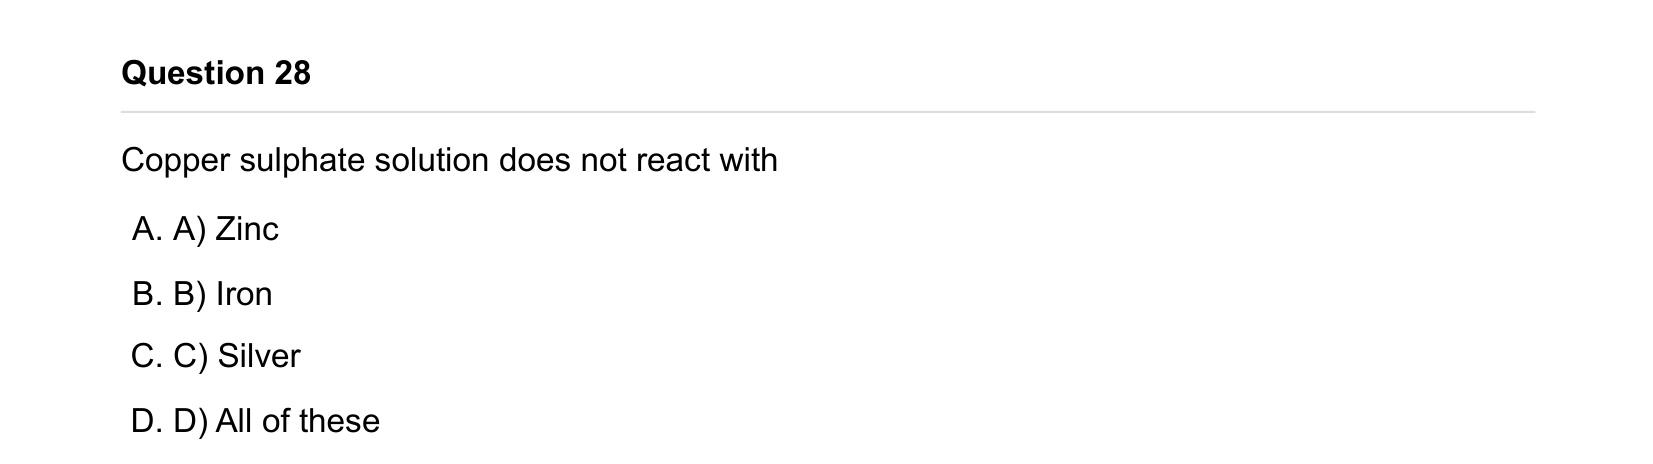 Question 28
Copper sulphate solution does not react with
A. A) Zinc
B. B) Iron
C. C) Silver
D. D) All of these